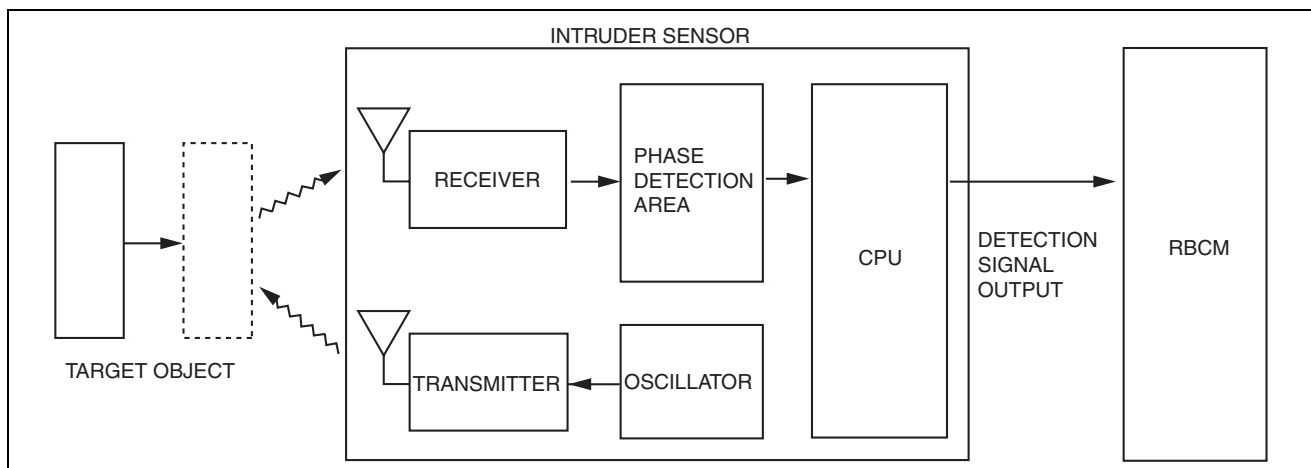 INTRUDER SENSOR
RECEIVER
PHASE
DETECTION
AREA
CPU
DETECTION
SIGNAL
OUTPUT
RBCM
TARGET OBJECT
TRANSMITTER
OSCILLATOR